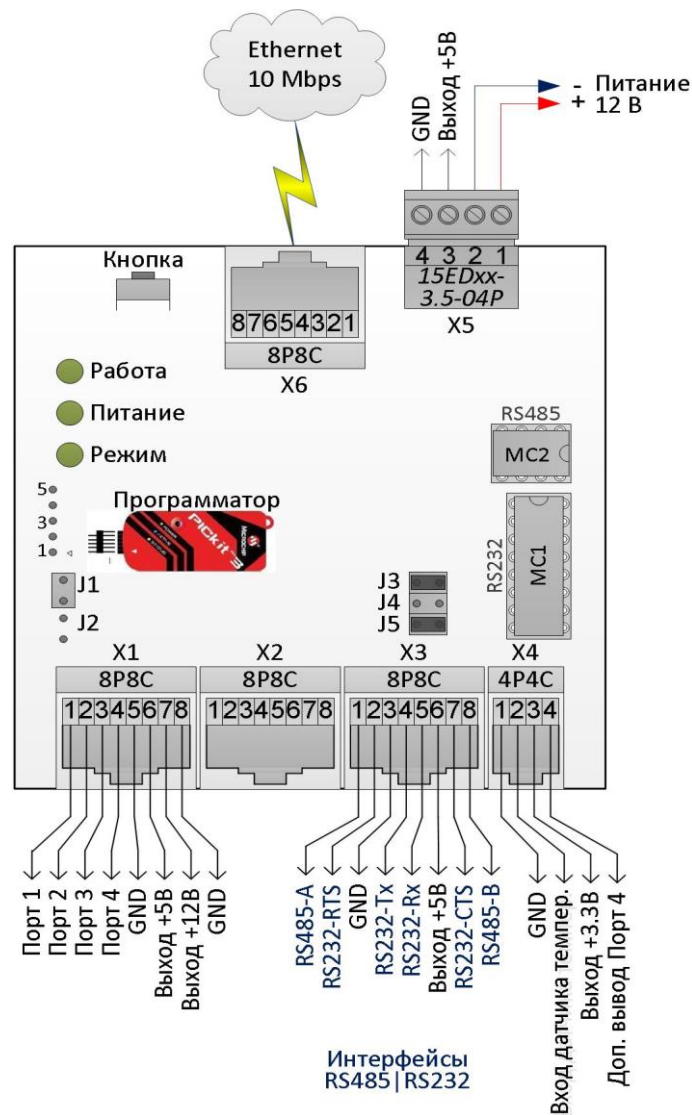 Ethernet
10 Mbps
GND
Выход +5В
- Питание
+ 12 В
4 3 2 1
15EDxx-
3.5-04P
X5
Кнопка
87654321
8P8C
X6
Работа
Питание
Режим
RS485
MC2
RS232
MC1
5
3
1
Программатор
PICkit™ 3
MICROCHIP
J1
J2
J3
J4
J5
X1
X2
X3
X4
8P8C
8P8C
8P8C
4P4C
12345678
12345678
12345678
1234
Порт 1
Порт 2
Порт 3
Порт 4
GND
Выход +5В
Выход +12В
GND
RS485-A
RS232-RTS
GND
RS232-Tx
RS232-Rx
Выход +5В
RS232-CTS
RS485-B
GND
Вход датчика темпер.
Выход +3.3В
Доп. вывод Порт 4
Интерфейсы
RS485|RS232